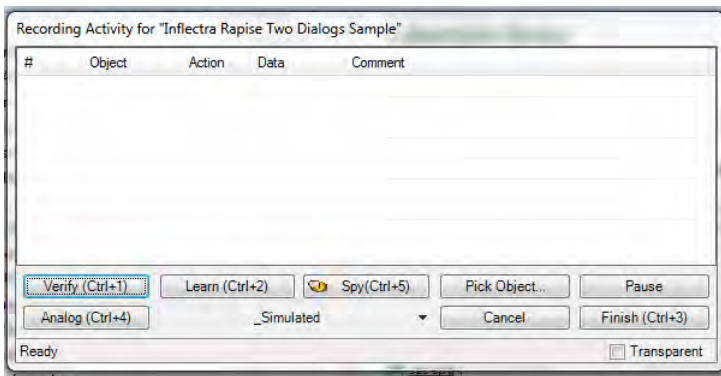 Recording Activity for "Inflectra Rapise Two Dialogs Sample"
# Object Action Data Comment
Verify (Ctrl+1) Learn (Ctrl+2) Spy(Ctrl+5) Pick Object... Pause
Analog (Ctrl+4) _Simulated Cancel Finish (Ctrl+3)
Ready Transparent